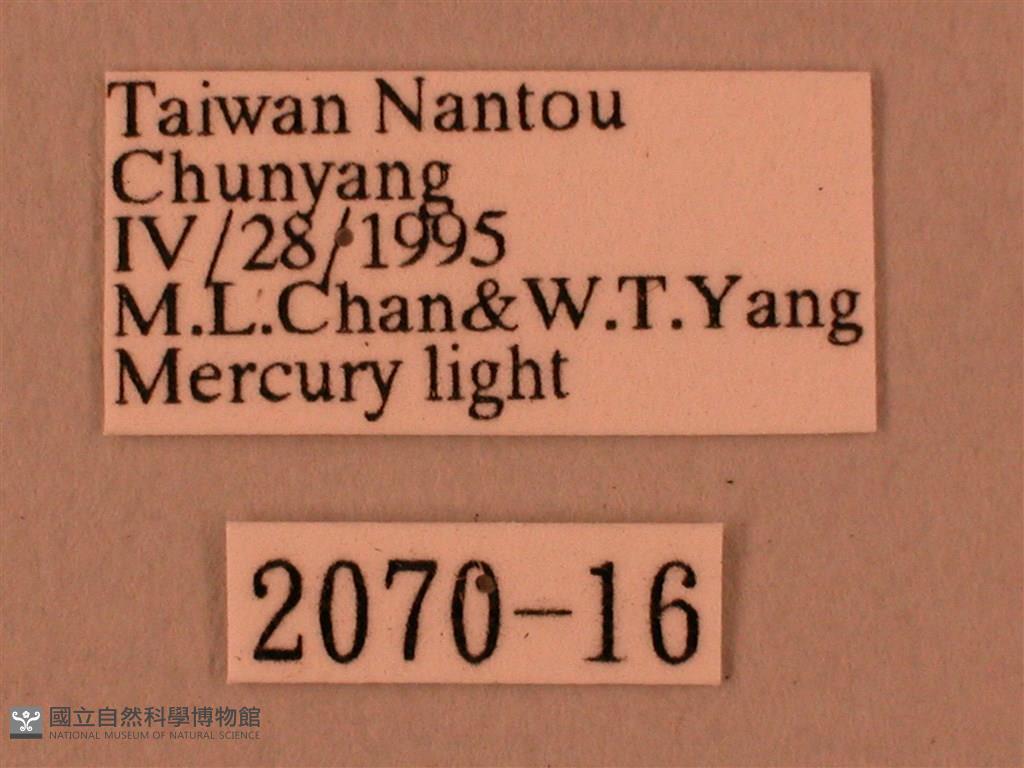 Taiwan Nantou
Chunyang
IV/28/1995
M.L.Chan&W.T.Yang
Mercury light
2070-16
國立自然科學博物館
NATIONAL MUSEUM OF NATURAL SCIENCE